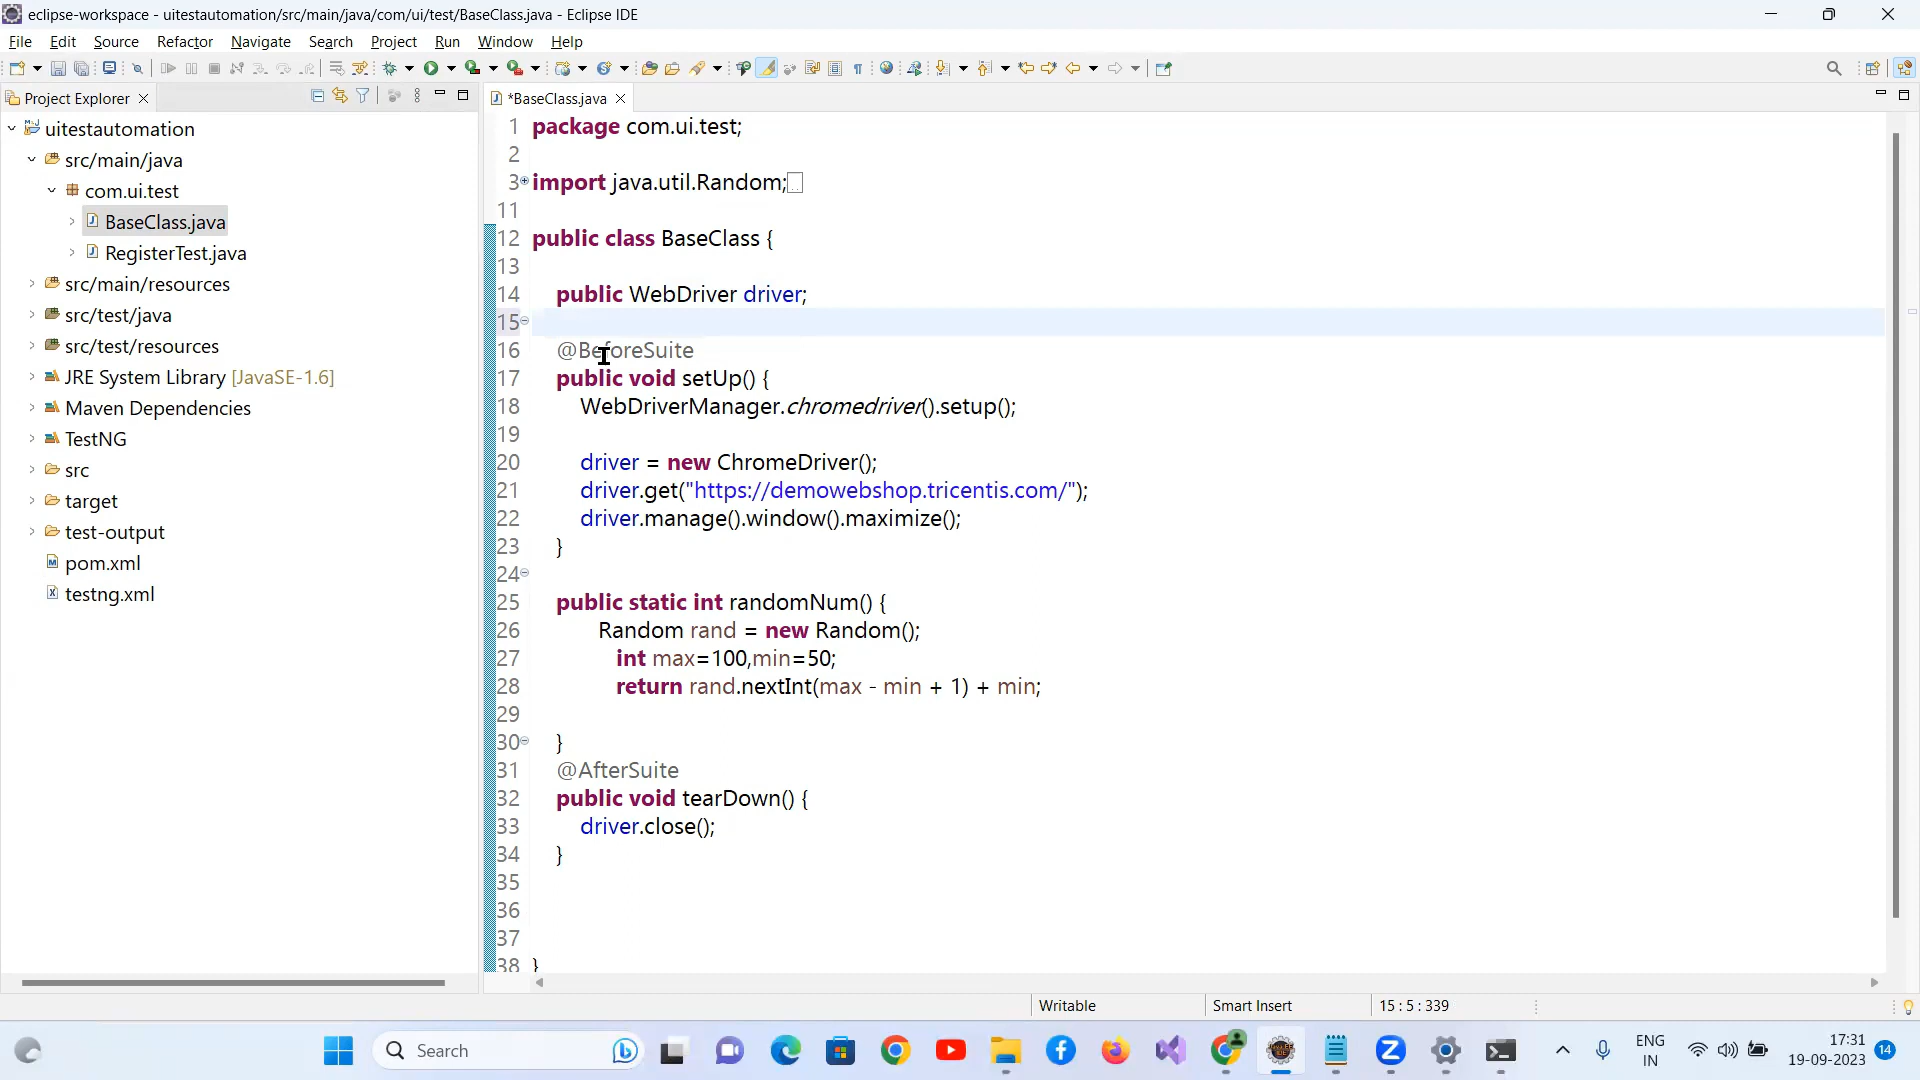 eclipse-workspace - uitestautomation/src/main/java/com/ui/test/BaseClass.java - Eclipse IDE
File Edit Source Refactor Navigate Search Project Run Window Help
Project Explorer
*BaseClass.java
uitestautomation
src/main/java
com.ui.test
BaseClass.java
RegisterTest.java
src/main/resources
src/test/java
src/test/resources
JRE System Library [JavaSE-1.6]
Maven Dependencies
TestNG
src
target
test-output
pom.xml
testng.xml
1 package com.ui.test;
2
3 import java.util.Random;
11
12 public class BaseClass {
13
14 public WebDriver driver;
15
16 @BeforeSuite
17 public void setUp() {
18 WebDriverManager.chromedriver().setup();
19
20 driver = new ChromeDriver();
21 driver.get("https://demowebshop.tricentis.com/");
22 driver.manage().window().maximize();
23 }
24
25 public static int randomNum() {
26 Random rand = new Random();
27 int max=100,min=50;
28 return rand.nextInt(max - min + 1) + min;
29
30 }
31 @AfterSuite
32 public void tearDown() {
33 driver.close();
34 }
35
36
37
38 }
Writable Smart Insert 15 : 5 : 339
Search
ENG
IN
17:31
19-09-2023
14